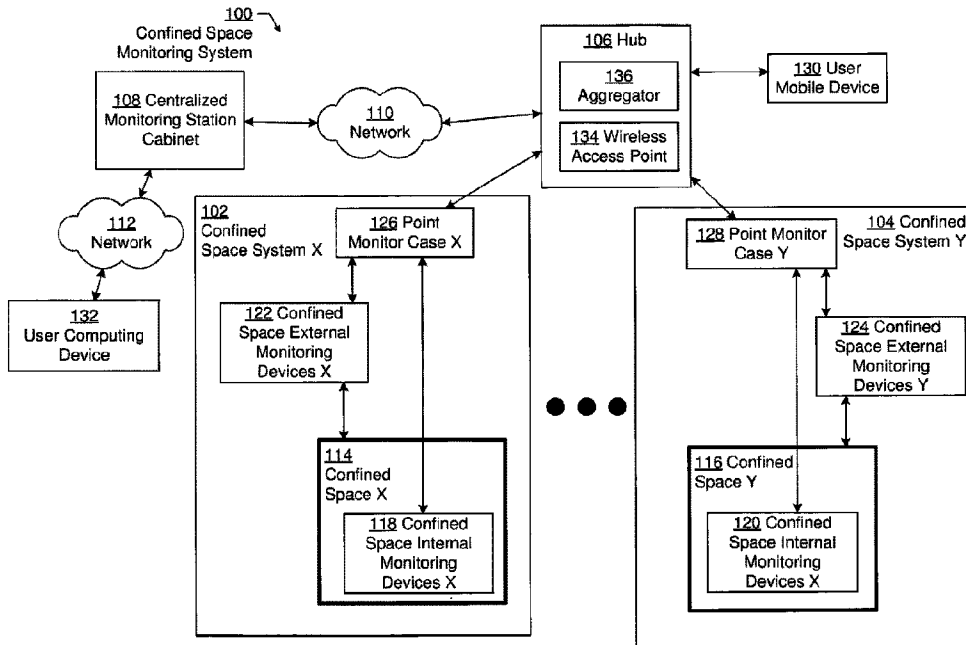 100
Confined Space
Monitoring System
108 Centralized
Monitoring Station
Cabinet
110
Network
106 Hub
136
Aggregator
134 Wireless
Access Point
130 User
Mobile Device
112
Network
132
User Computing
Device
102
Confined
Space System X
126 Point
Monitor Case X
122 Confined
Space External
Monitoring
Devices X
114
Confined
Space X
118 Confined
Space Internal
Monitoring
Devices X
104 Confined
Space System Y
128 Point Monitor
Case Y
124 Confined
Space External
Monitoring
Devices Y
116 Confined
Space Y
120 Confined
Space Internal
Monitoring
Devices X